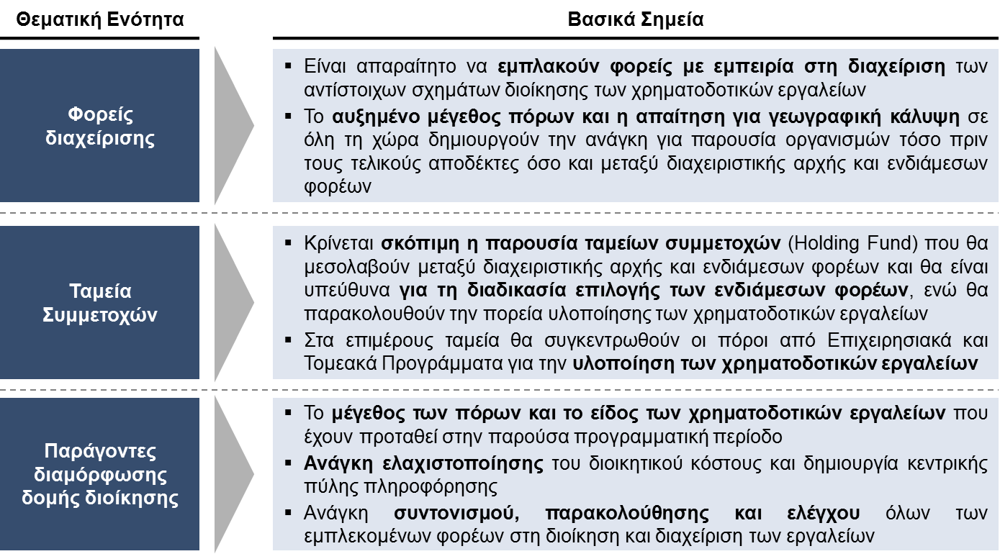 Θεματική Ενότητα
Βασικά Σημεία
Φορείς
διαχείρισης
▪ Είναι απαραίτητο να εμπλακούν φορείς με εμπειρία στη διαχείριση των
αντίστοιχων σχημάτων διοίκησης των χρηματοδοτικών εργαλείων
▪ Το αυξημένο μέγεθος πόρων και η απαίτηση για γεωγραφική κάλυψη σε
όλη τη χώρα δημιουργούν την ανάγκη για παρουσία οργανισμών τόσο πριν
τους τελικούς αποδέκτες όσο και μεταξύ διαχειριστικής αρχής και ενδιάμεσων
φορέων
Ταμεία
Συμμετοχών
▪ Κρίνεται σκόπιμη η παρουσία ταμείων συμμετοχών (Holding Fund) που θα
μεσολαβούν μεταξύ διαχειριστικής αρχής και ενδιάμεσων φορέων και θα είναι
υπεύθυνα για τη διαδικασία επιλογής των ενδιάμεσων φορέων, ενώ θα
παρακολουθούν την πορεία υλοποίησης των χρηματοδοτικών εργαλείων
▪ Στα επιμέρους ταμεία θα συγκεντρωθούν οι πόροι από Επιχειρησιακά και
Τομεακά Προγράμματα για την υλοποίηση των χρηματοδοτικών εργαλείων
Παράγοντες
διαμόρφωσης
δομής διοίκησης
▪ Το μέγεθος των πόρων και το είδος των χρηματοδοτικών εργαλείων που
έχουν προταθεί στην παρούσα προγραμματική περίοδο
▪ Ανάγκη ελαχιστοποίησης του διοικητικού κόστους και δημιουργία κεντρικής
πύλης πληροφόρησης
▪ Ανάγκη συντονισμού, παρακολούθησης και ελέγχου όλων των
εμπλεκομένων φορέων στη διοίκηση και διαχείριση των εργαλείων